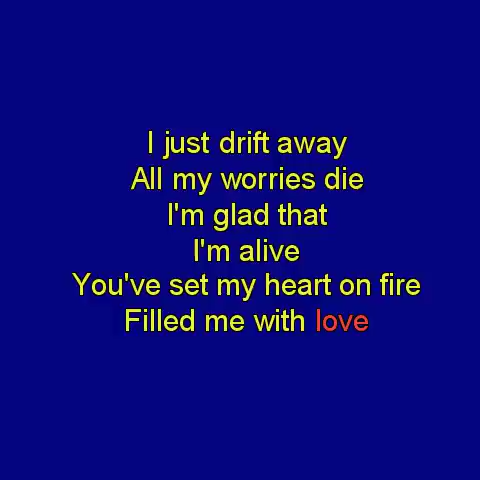 I just drift away
All my worries die
I'm glad that
I'm alive
You've set my heart on fire
Filled me with love